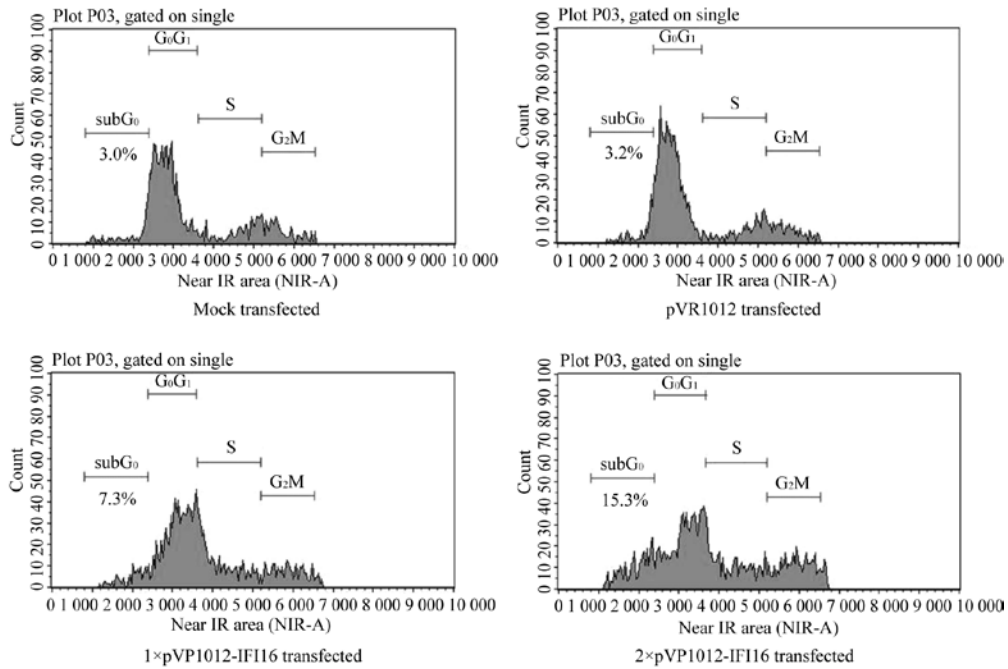 Plot P03, gated on single
G₀G₁
S
subG₀
G₂M
3.0%
Count
0 10 20 30 40 50 60 70 80 90 100
0 1 000 2 000 3 000 4 000 5 000 6 000 7 000 8 000 9 000 10 000
Near IR area (NIR-A)
Mock transfected
Plot P03, gated on single
G₀G₁
S
subG₀
G₂M
3.2%
Count
0 10 20 30 40 50 60 70 80 90 100
0 1 000 2 000 3 000 4 000 5 000 6 000 7 000 8 000 9 000 10 000
Near IR area (NIR-A)
pVR1012 transfected
Plot P03, gated on single
G₀G₁
S
subG₀
G₂M
7.3%
Count
0 10 20 30 40 50 60 70 80 90 100
0 1 000 2 000 3 000 4 000 5 000 6 000 7 000 8 000 9 000 10 000
Near IR area (NIR-A)
1×pVP1012-IFI16 transfected
Plot P03, gated on single
G₀G₁
S
subG₀
G₂M
15.3%
Count
0 10 20 30 40 50 60 70 80 90 100
0 1 000 2 000 3 000 4 000 5 000 6 000 7 000 8 000 9 000 10 000
Near IR area (NIR-A)
2×pVP1012-IFI16 transfected